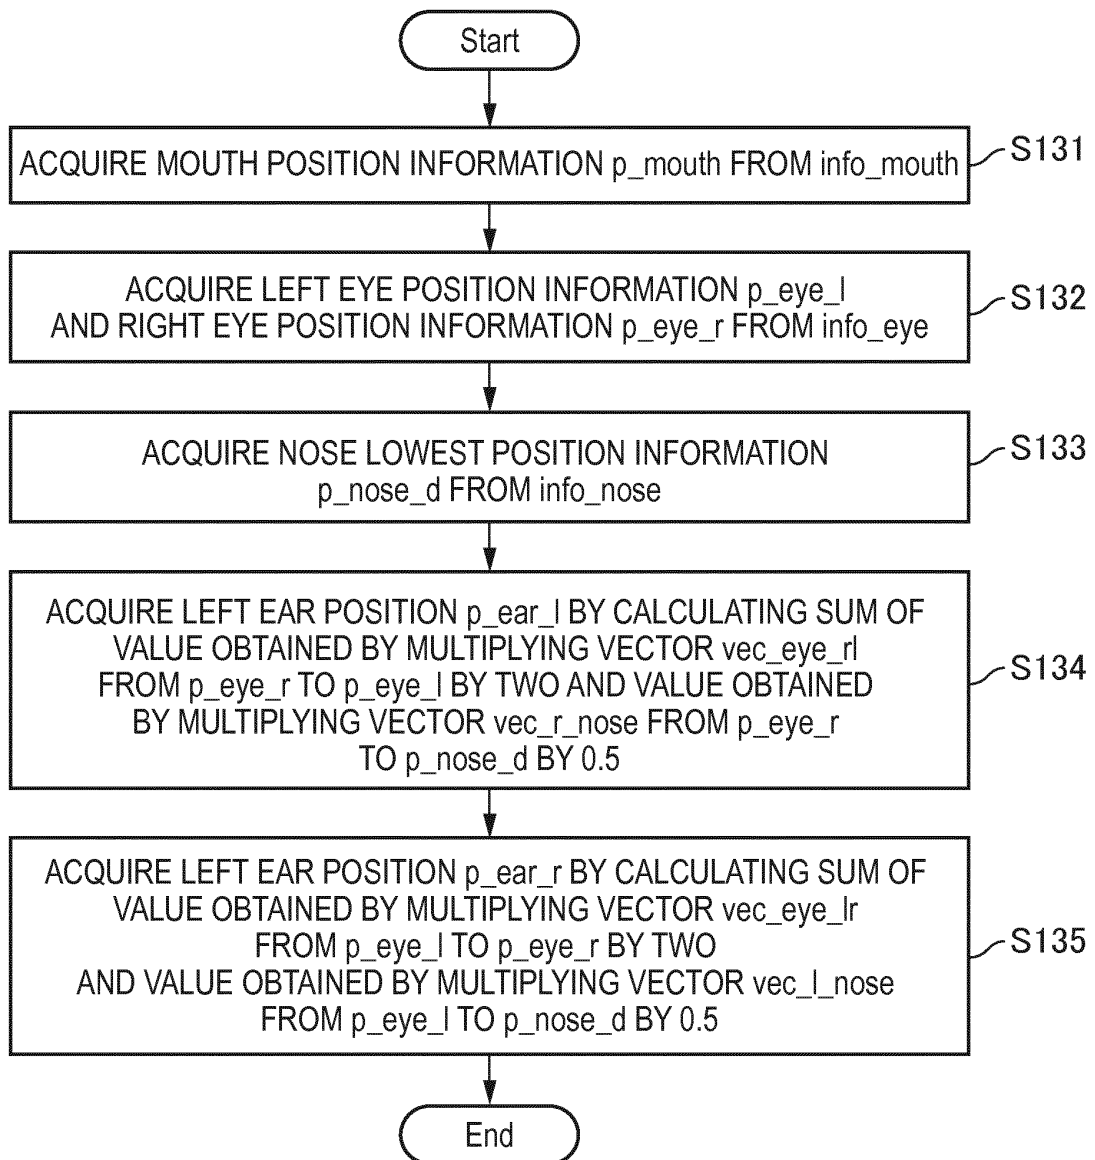 Start
ACQUIRE MOUTH POSITION INFORMATION p_mouth FROM info_mouth
S131
ACQUIRE LEFT EYE POSITION INFORMATION p_eye_l
AND RIGHT EYE POSITION INFORMATION p_eye_r FROM info_eye
S132
ACQUIRE NOSE LOWEST POSITION INFORMATION
p_nose_d FROM info_nose
S133
ACQUIRE LEFT EAR POSITION p_ear_l BY CALCULATING SUM OF
VALUE OBTAINED BY MULTIPLYING VECTOR vec_eye_rl
FROM p_eye_r TO p_eye_l BY TWO AND VALUE OBTAINED
BY MULTIPLYING VECTOR vec_r_nose FROM p_eye_r
TO p_nose_d BY 0.5
S134
ACQUIRE LEFT EAR POSITION p_ear_r BY CALCULATING SUM OF
VALUE OBTAINED BY MULTIPLYING VECTOR vec_eye_lr
FROM p_eye_l TO p_eye_r BY TWO
AND VALUE OBTAINED BY MULTIPLYING VECTOR vec_l_nose
FROM p_eye_l TO p_nose_d BY 0.5
S135
End